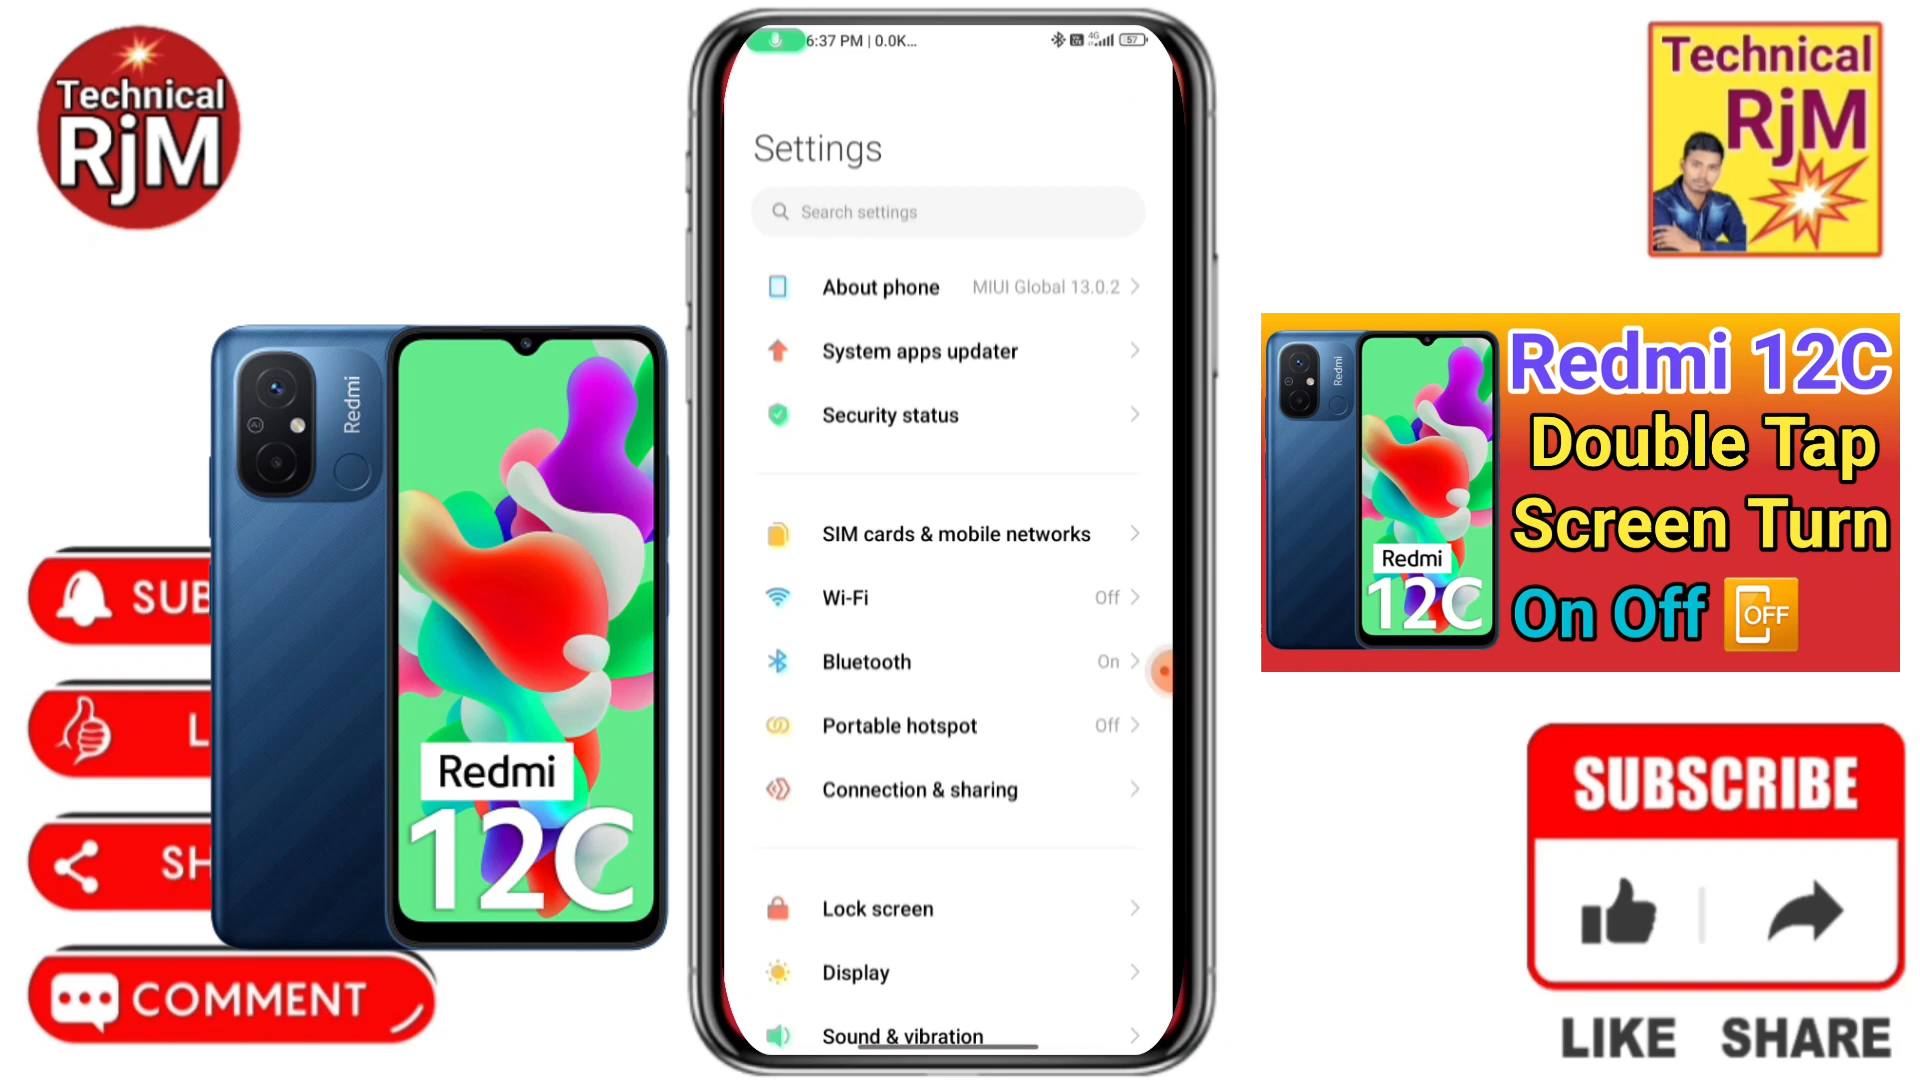 Technical
RjM
6:37 PM | 0.0K...
4G
57
Settings
Search settings
About phone
MIUI Global 13.0.2
System apps updater
Security status
SIM cards & mobile networks
Wi-Fi
Off
Bluetooth
On
Portable hotspot
Off
Connection & sharing
Lock screen
Display
Sound & vibration
Technical
RjM
Redmi
AI
Redmi
12C
SUB
L
SH
COMMENT
Redmi
Redmi
12C
Redmi 12C
Double Tap
Screen Turn
On Off
OFF
SUBSCRIBE
LIKE SHARE